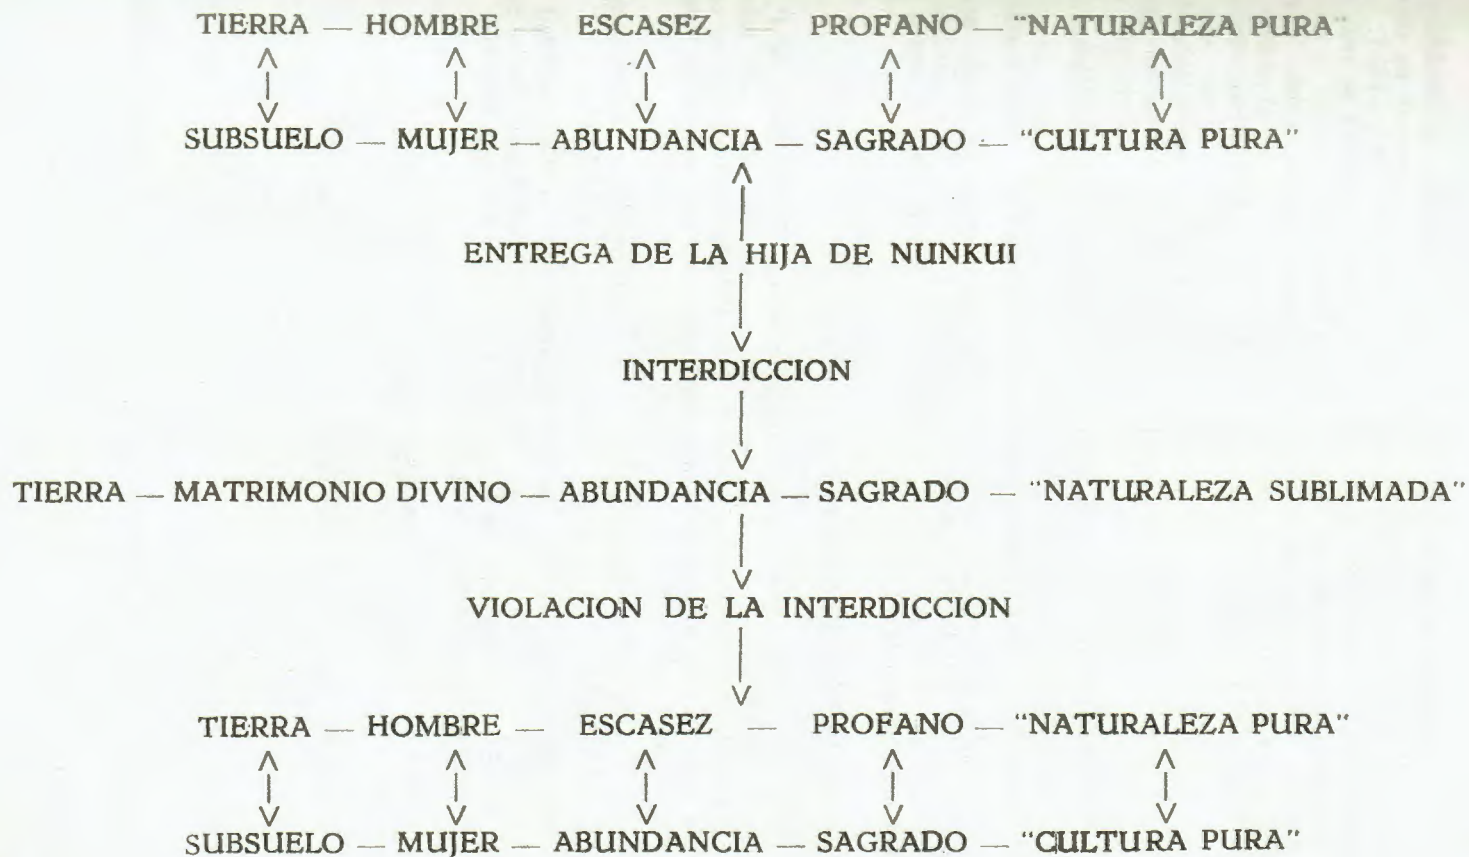 TIERRA — HOMBRE — ESCASEZ — PROFANO — "NATURALEZA PURA"
SUBSUELO — MUJER — ABUNDANCIA — SAGRADO — "CULTURA PURA"
ENTREGA DE LA HIJA DE NUNKUI
INTERDICCION
TIERRA — MATRIMONIO DIVINO — ABUNDANCIA — SAGRADO — "NATURALEZA SUBLIMADA"
VIOLACION DE LA INTERDICCION
TIERRA — HOMBRE — ESCASEZ — PROFANO — "NATURALEZA PURA"
SUBSUELO — MUJER — ABUNDANCIA — SAGRADO — "CULTURA PURA"